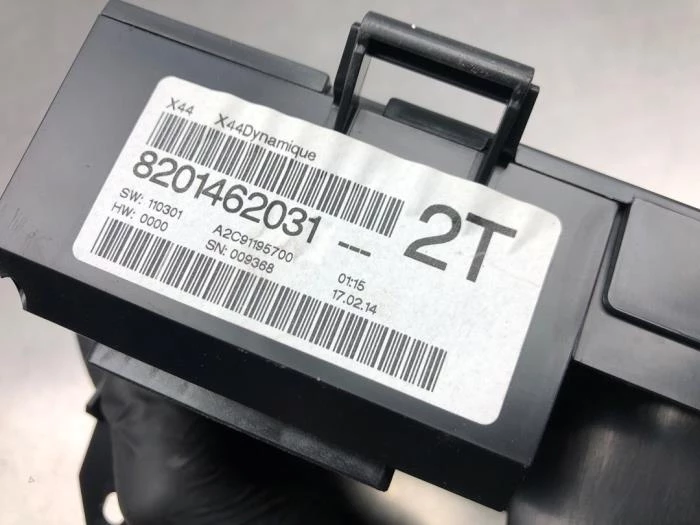 X44 X44Dynamique
8201462031 --- 2T
SW: 110301 A2C91195700 01:15
HW: 0000 SN: 009368 17.02.14